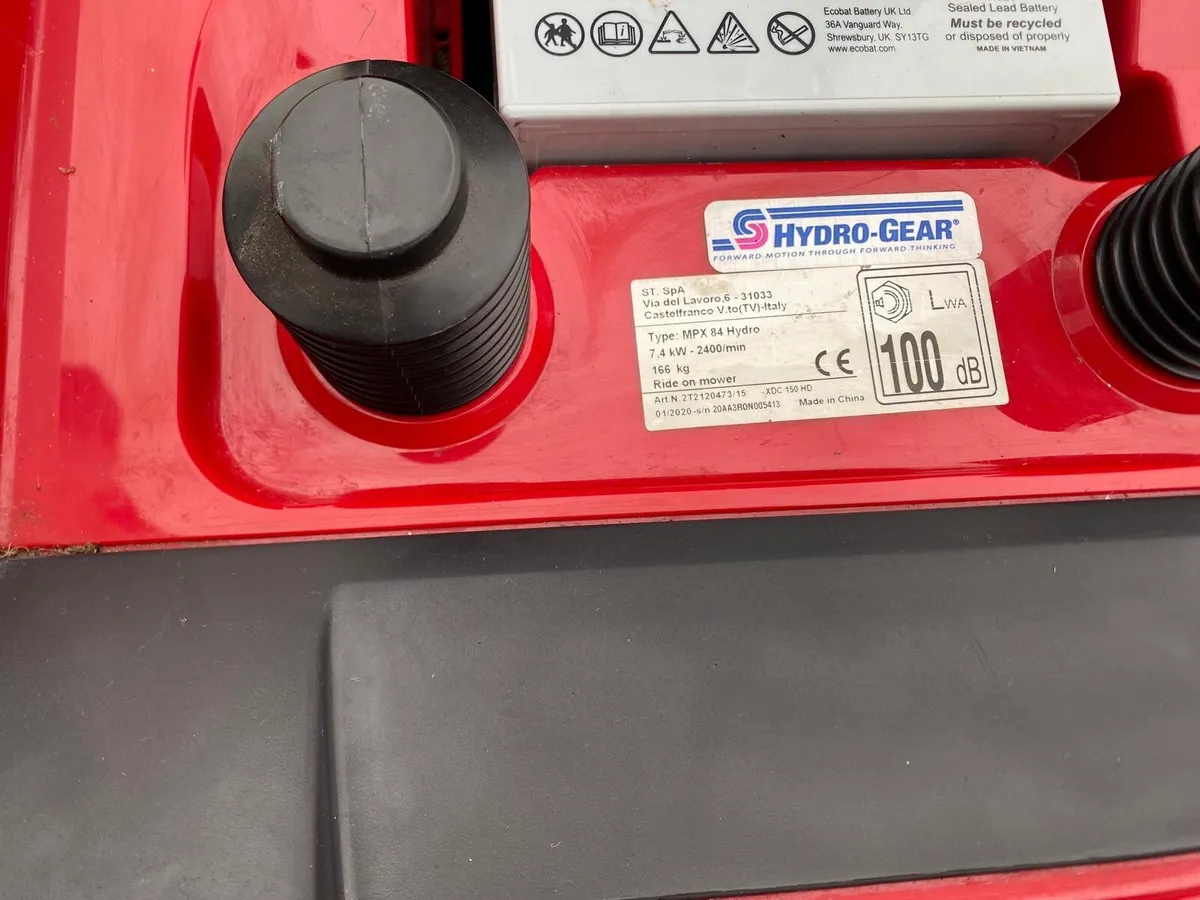 Ecobat Battery UK Ltd.
36A Vanguard Way,
Shrewsbury, UK. SY13TG
www.ecobat.com
Sealed Lead Battery
Must be recycled
or disposed of properly
MADE IN VIETNAM
HYDRO-GEAR®
FORWARD MOTION THROUGH FORWARD THINKING
ST. SpA
Via del Lavoro,6 - 31033
Castelfranco V.to(TV)-Italy
Type: MPX 84 Hydro
7,4 kW - 2400/min
166 kg
Ride on mower
CE
Art.N. 2T2120473/15 -XDC 150 HD
01/2020 -s/n 20AA3RON005413 Made in China
LWA
100 dB